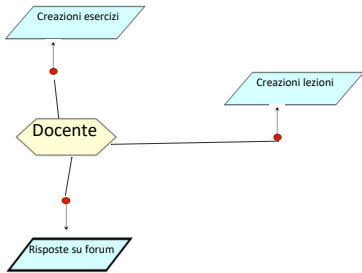 Creazioni esercizi
Creazioni lezioni
Docente
Risposte su forum